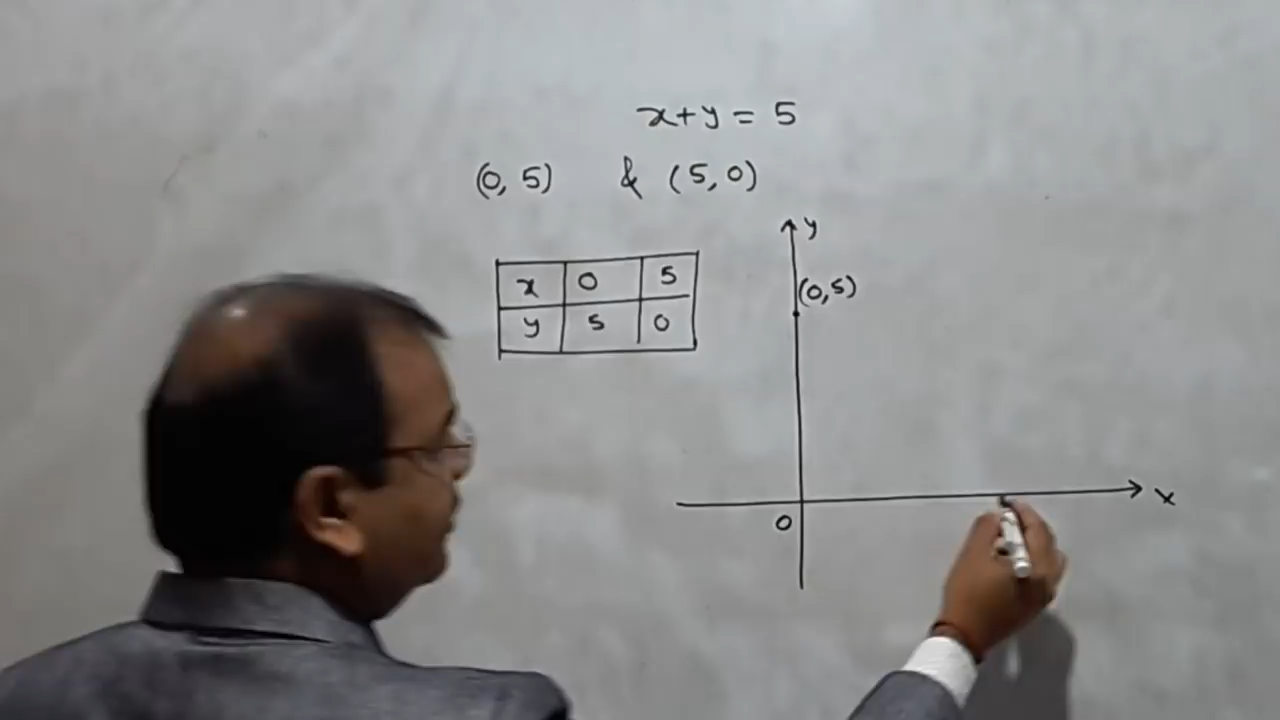 x+y = 5
(0, 5) & (5, 0)
x 0 5
y 5 0
y
(0,5)
x
0